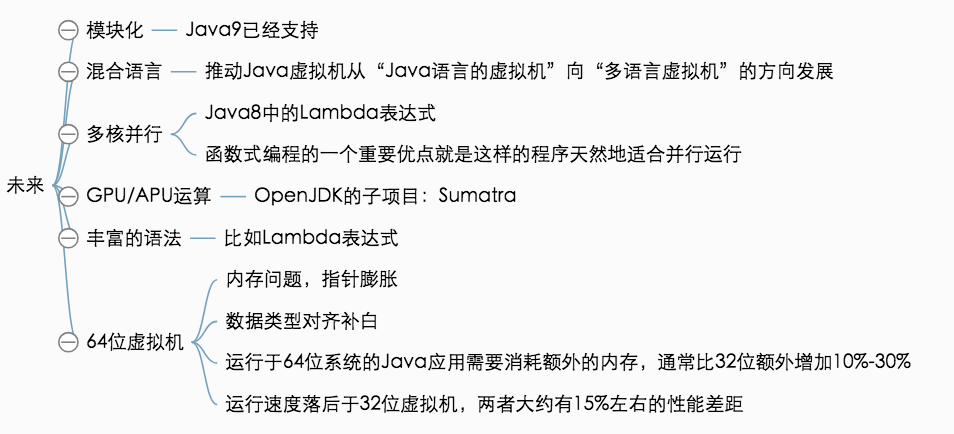 模块化
Java9已经支持
混合语言
推动Java虚拟机从“Java语言的虚拟机”向“多语言虚拟机”的方向发展
多核并行
Java8中的Lambda表达式
函数式编程的一个重要优点就是这样的程序天然地适合并行运行
未来
GPU/APU运算
OpenJDK的子项目：Sumatra
丰富的语法
比如Lambda表达式
64位虚拟机
内存问题，指针膨胀
数据类型对齐补白
运行于64位系统的Java应用需要消耗额外的内存，通常比32位额外增加10%-30%
运行速度落后于32位虚拟机，两者大约有15%左右的性能差距